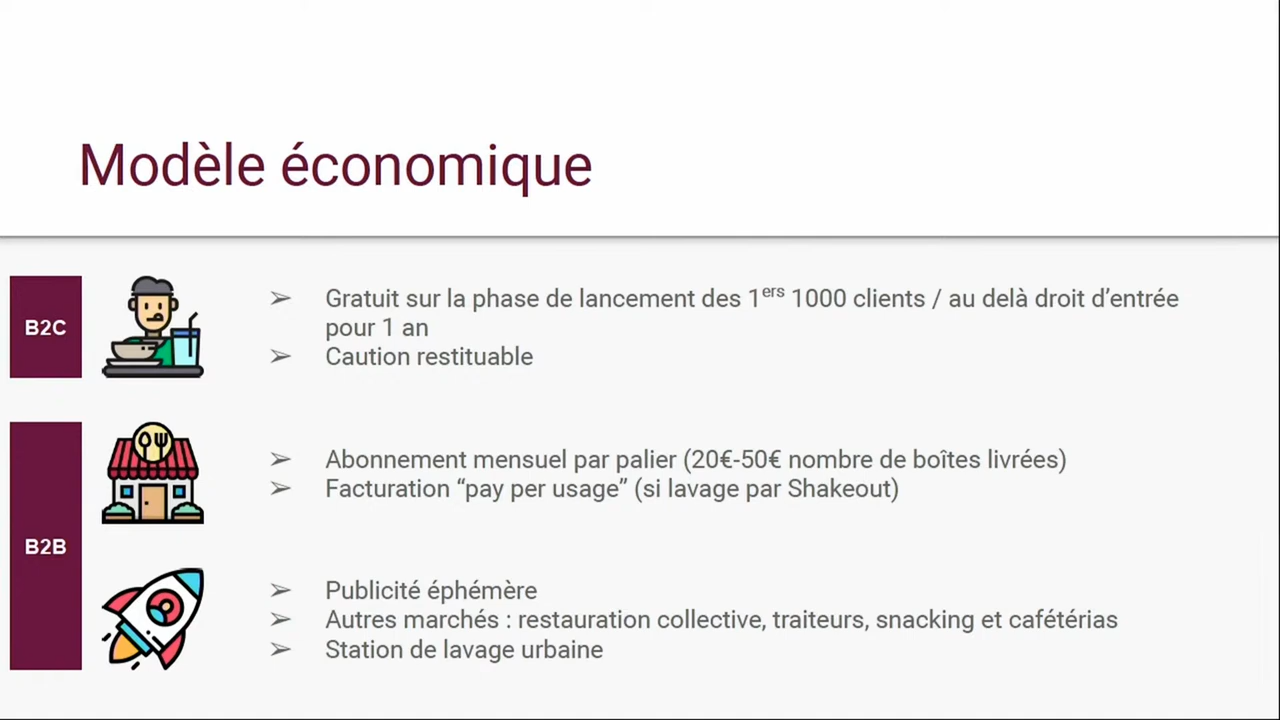 Modèle économique
B2C
➢ Gratuit sur la phase de lancement des 1ers 1000 clients / au delà droit d’entrée
pour 1 an
➢ Caution restituable
B2B
➢ Abonnement mensuel par palier (20€-50€ nombre de boîtes livrées)
➢ Facturation “pay per usage” (si lavage par Shakeout)
➢ Publicité éphémère
➢ Autres marchés : restauration collective, traiteurs, snacking et cafétérias
➢ Station de lavage urbaine